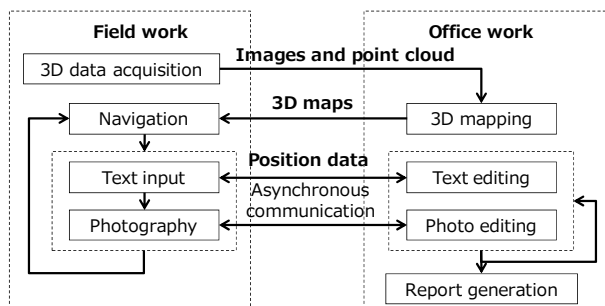 Field work
Office work
Images and point cloud
3D data acquisition
3D maps
Navigation
3D mapping
Position data
Text input
Text editing
Asynchronous
communication
Photography
Photo editing
Report generation